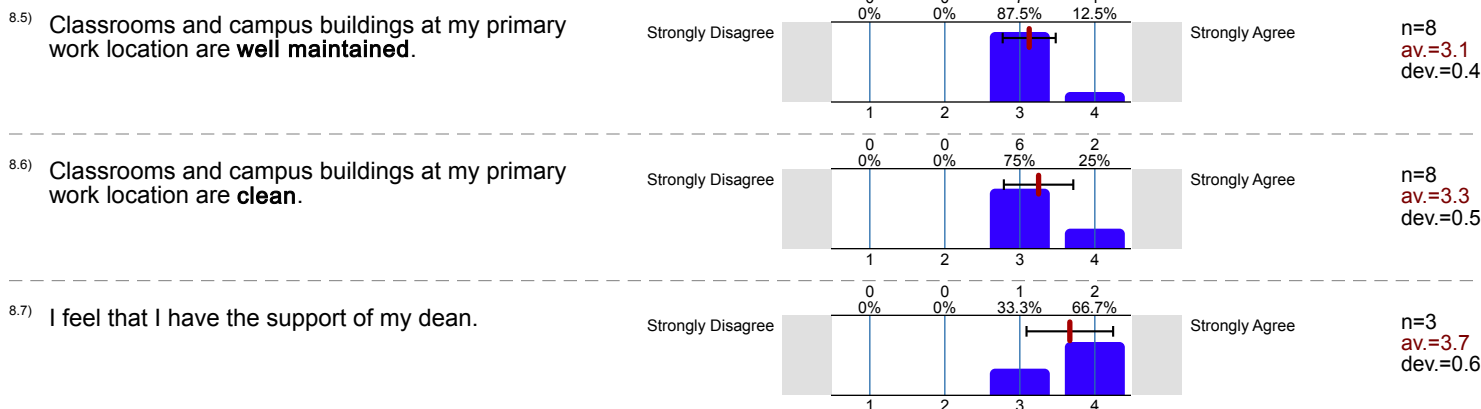 8.5) Classrooms and campus buildings at my primary work location are well maintained.
Strongly Disagree
0% 0% 87.5% 12.5%
1 2 3 4
Strongly Agree
n=8
av.=3.1
dev.=0.4
8.6) Classrooms and campus buildings at my primary work location are clean.
Strongly Disagree
0 0 6 2
0% 0% 75% 25%
1 2 3 4
Strongly Agree
n=8
av.=3.3
dev.=0.5
8.7) I feel that I have the support of my dean.
Strongly Disagree
0 0 1 2
0% 0% 33.3% 66.7%
1 2 3 4
Strongly Agree
n=3
av.=3.7
dev.=0.6